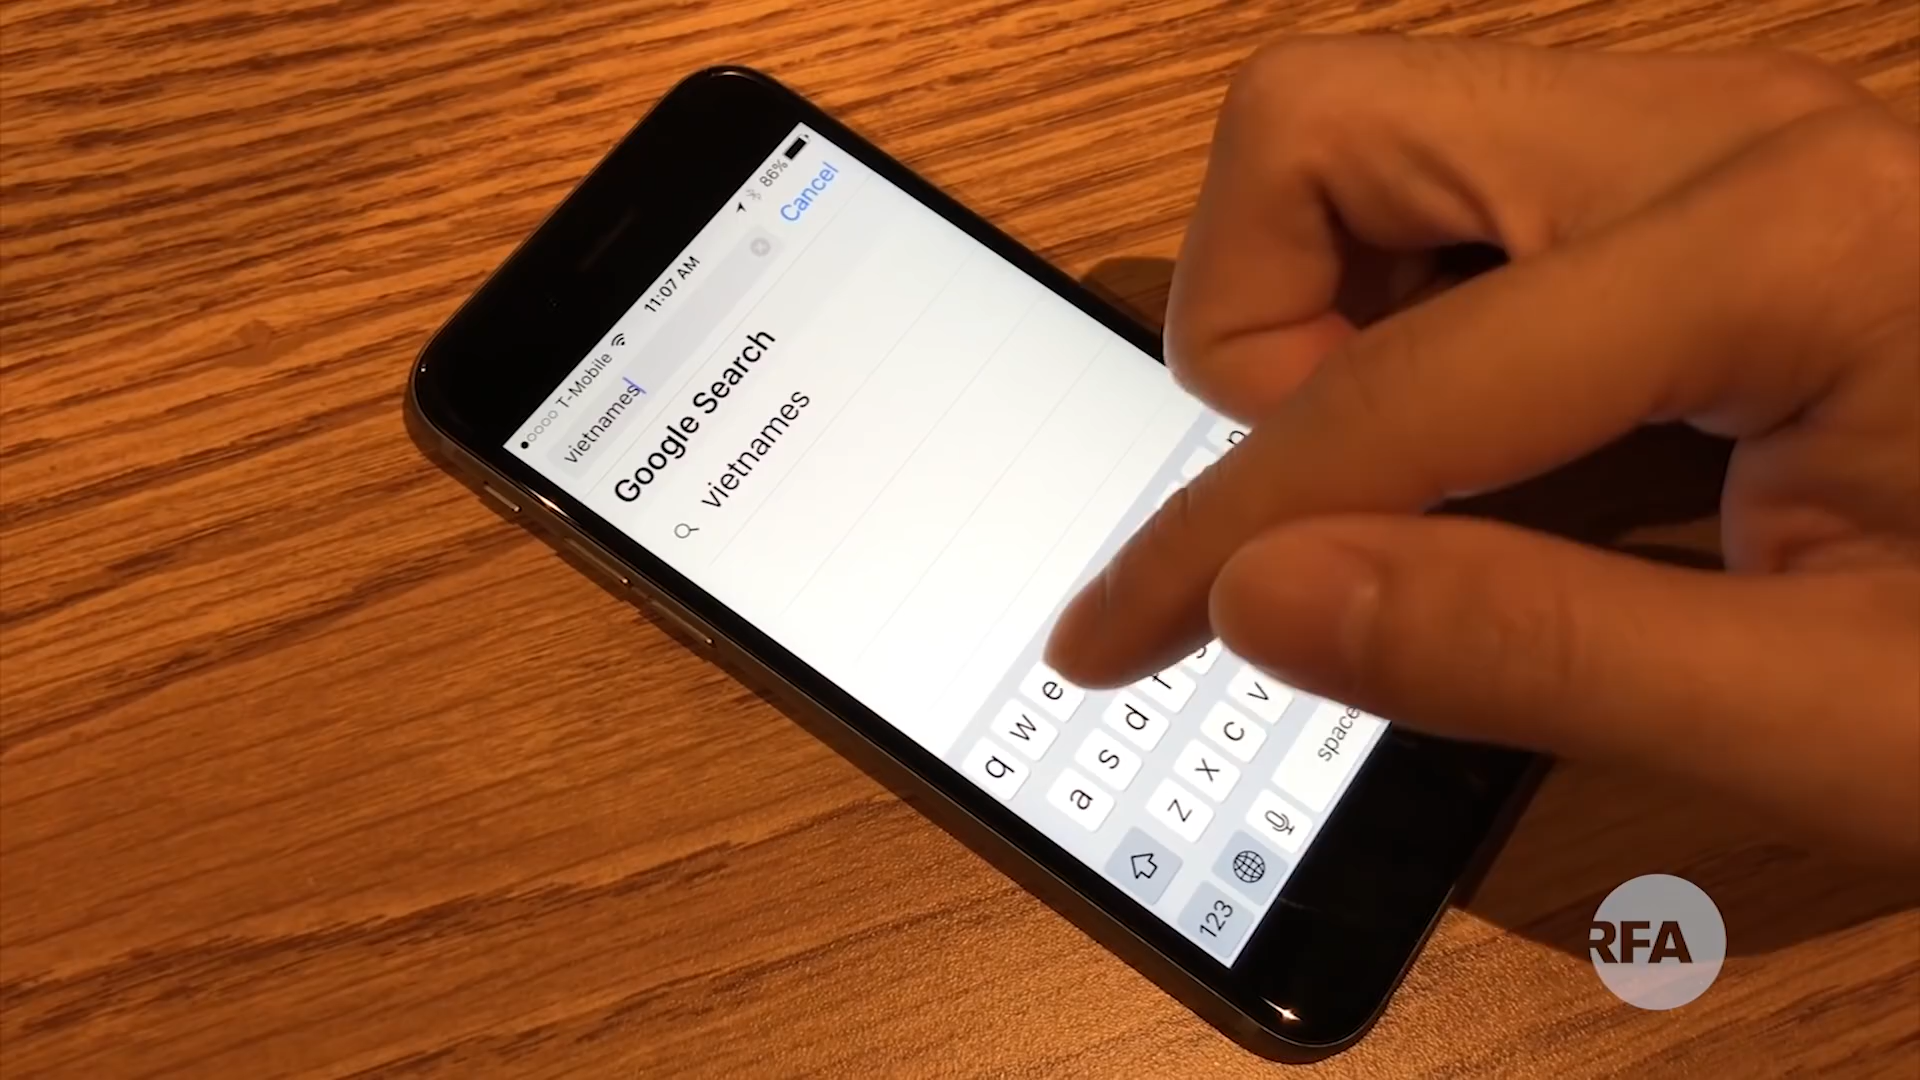 ●○○○○ T-Mobile 11:07 AM 86%
vietnames Cancel
Google Search
vietnames
q w e p
a s d f
z x c v
123 space
RFA